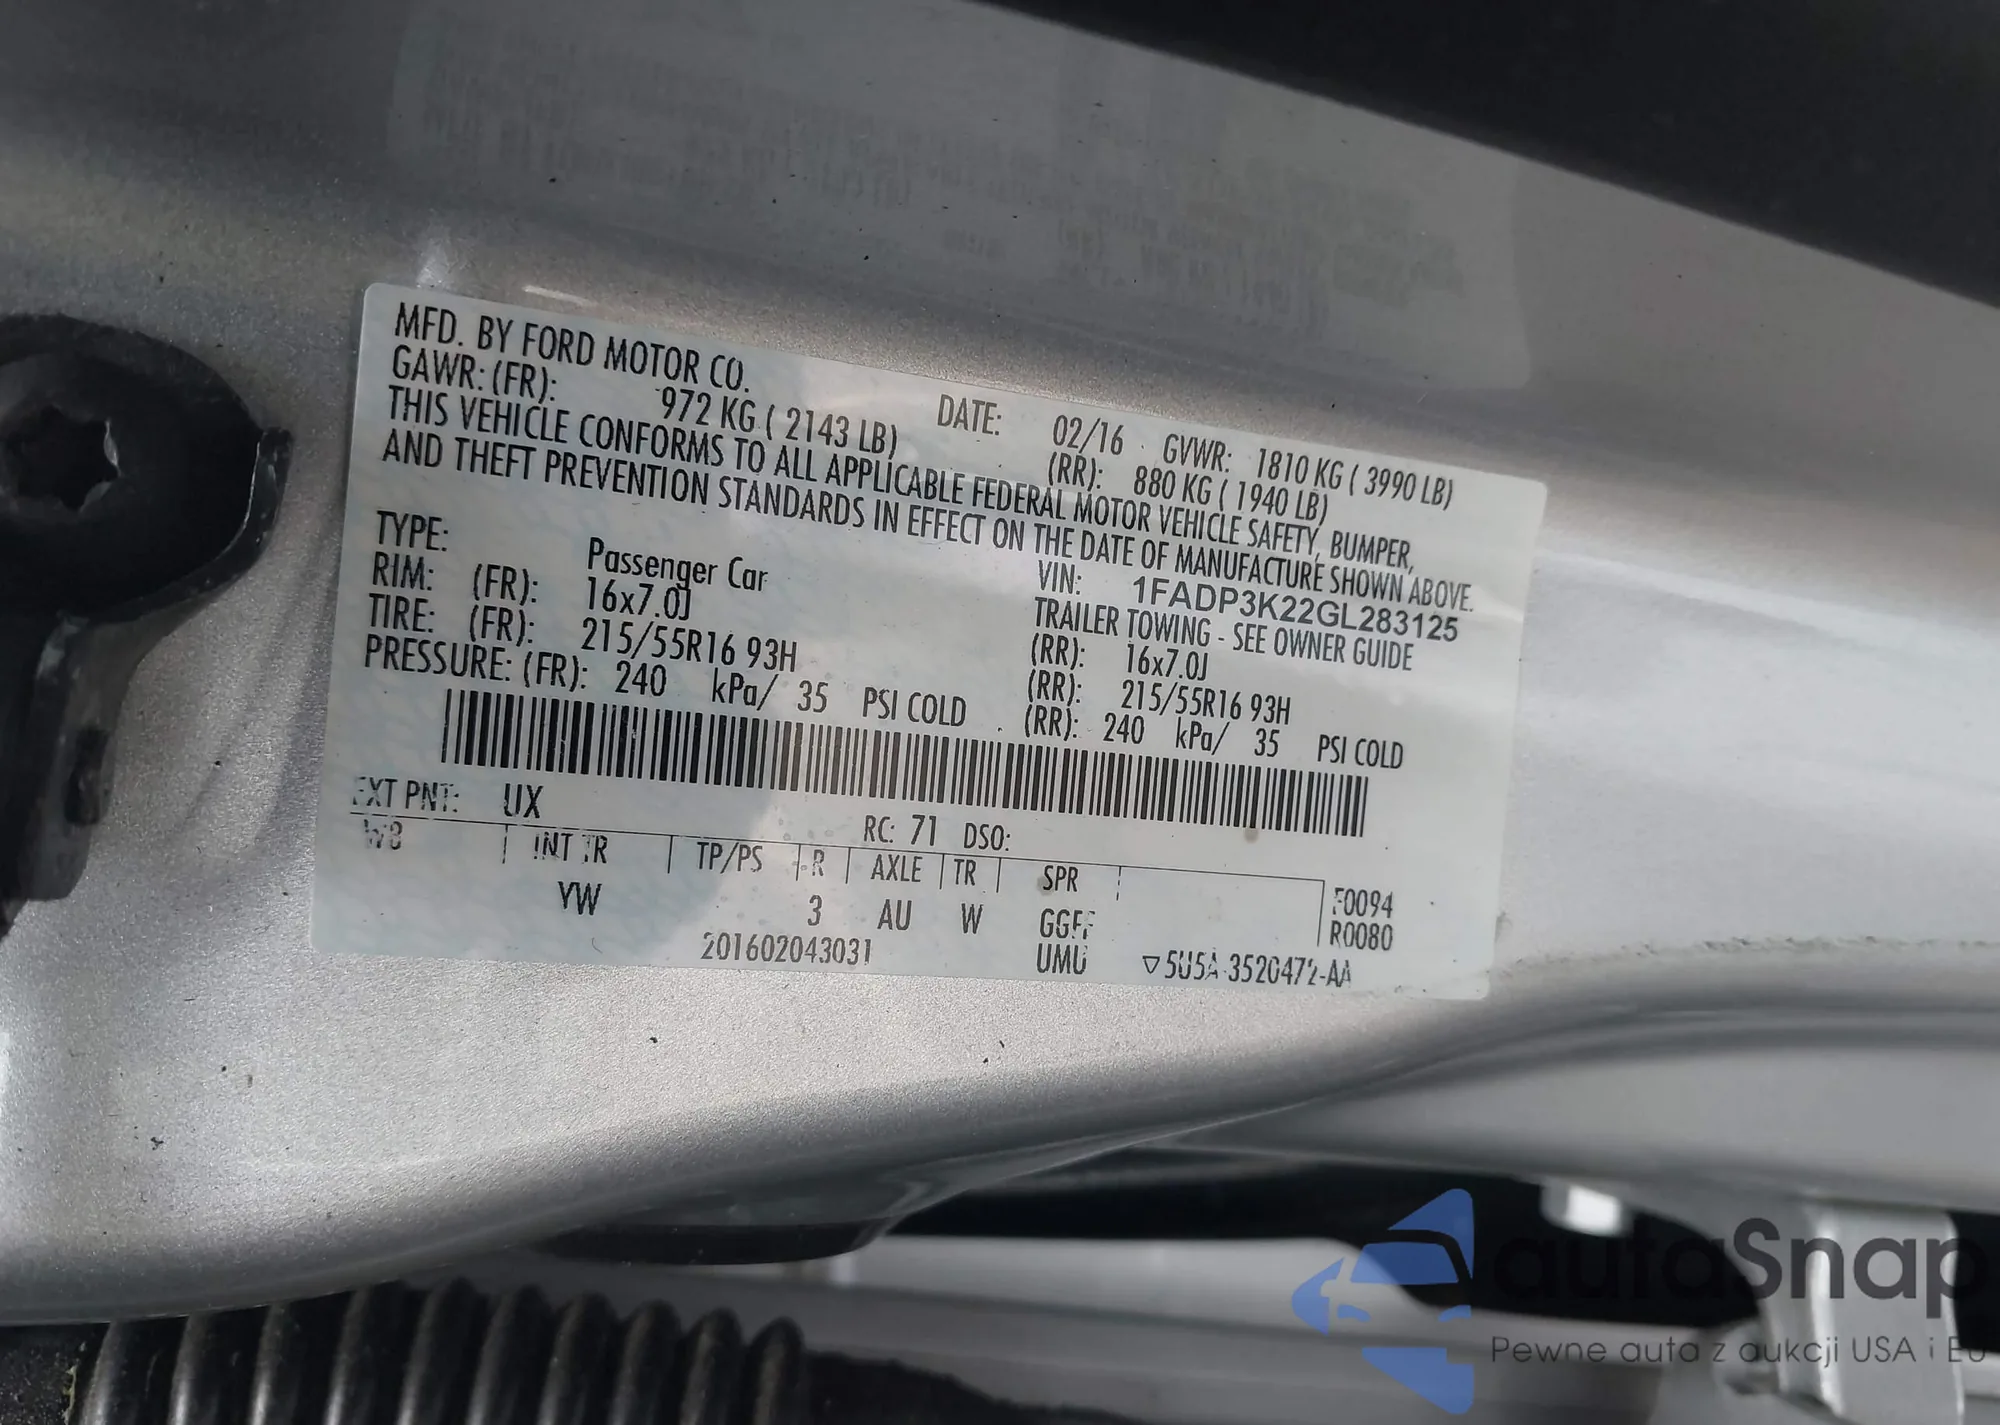 MFD. BY FORD MOTOR CO. DATE: 02/16 GVWR: 1810 KG ( 3990 LB)
GAWR: (FR): 972 KG ( 2143 LB) (RR): 880 KG ( 1940 LB)
THIS VEHICLE CONFORMS TO ALL APPLICABLE FEDERAL MOTOR VEHICLE SAFETY, BUMPER,
AND THEFT PREVENTION STANDARDS IN EFFECT ON THE DATE OF MANUFACTURE SHOWN ABOVE.
VIN: 1FADP3K22GL283125
TYPE: Passenger Car TRAILER TOWING - SEE OWNER GUIDE
RIM: (FR): 16x7.0J (RR): 16x7.0J
TIRE: (FR): 215/55R16 93H (RR): 215/55R16 93H
PRESSURE: (FR): 240 kPa/ 35 PSI COLD (RR): 240 kPa/ 35 PSI COLD
EXT PNT: UX RC: 71 DSO:
WB INT TR TP/PS R AXLE TR SPR F0094
YW 3 AU W GGFF R0080
201602043031 UMU ▽5U5A-3520472-AA
autaSnap
Pewne auta z aukcji USA i EU